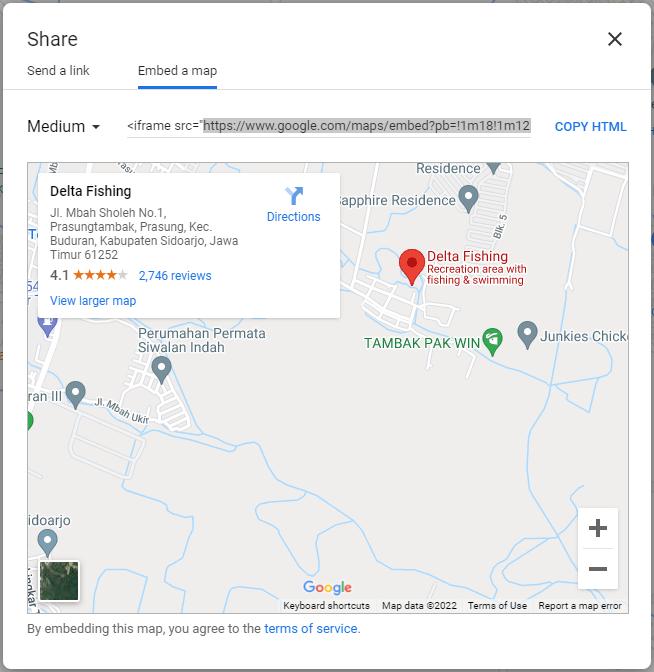 Share
Send a link
Embed a map
Medium
<iframe src="https://www.google.com/maps/embed?pb=!1m18!1m12
COPY HTML
Delta Fishing
Jl. Mbah Sholeh No.1,
Prasungtambak, Prasung, Kec.
Buduran, Kabupaten Sidoarjo, Jawa
Timur 61252
4.1
2,746 reviews
View larger map
Directions
Residence
apphire Residence
Blk. 5
Delta Fishing
Recreation area with
fishing & swimming
TAMBAK PAK WIN
Junkies Chicke
Perumahan Permata
Siwalan Indah
ran III
Jl. Mbah Ukit
idoarjo
Lingkar
Google
Keyboard shortcuts
Map data ©2022
Terms of Use
Report a map error
By embedding this map, you agree to the terms of service.